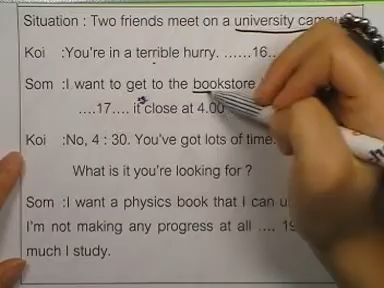 Situation : Two friends meet on a university campus
Koi :You're in a terrible hurry. ......16..
Som :I want to get to the bookstore
....17.... it close at 4.00
Koi :No, 4 : 30. You've got lots of time.
What is it you're looking for ?
Som :I want a physics book that I can u
I'm not making any progress at all .... 19
much I study.